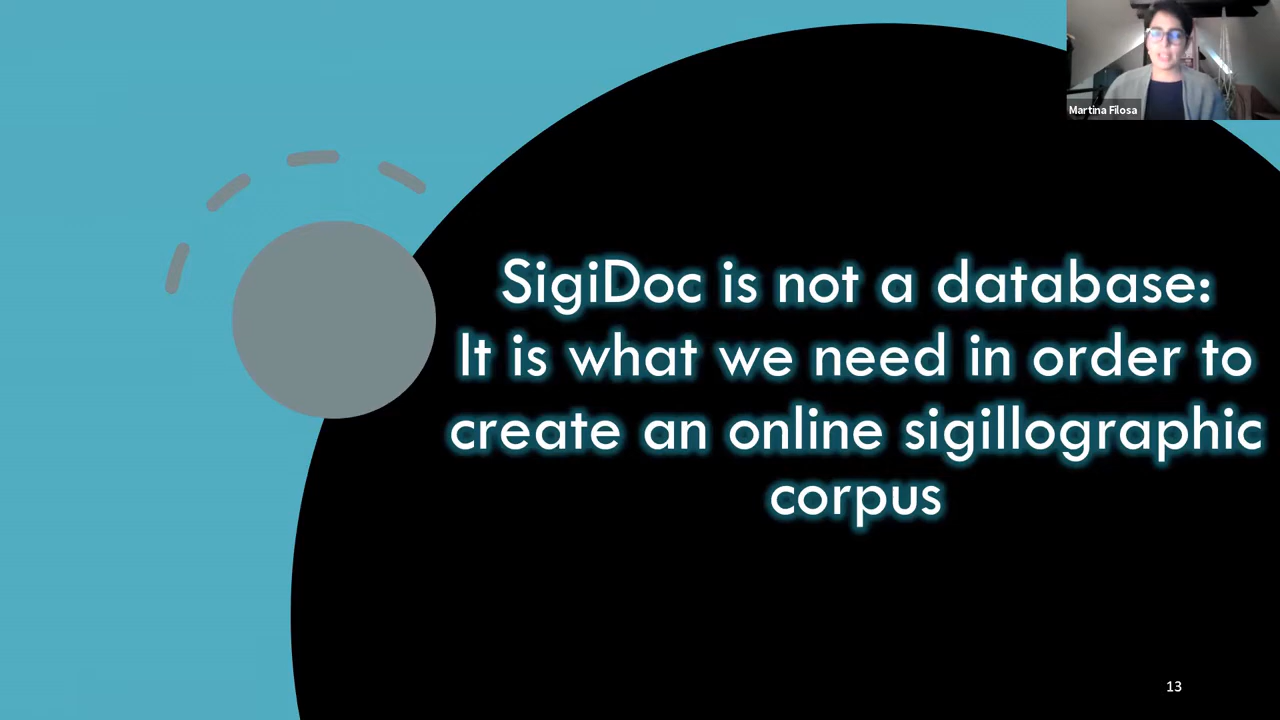 Martina Filosa
SigiDoc is not a database:
It is what we need in order to
create an online sigillographic
corpus
13